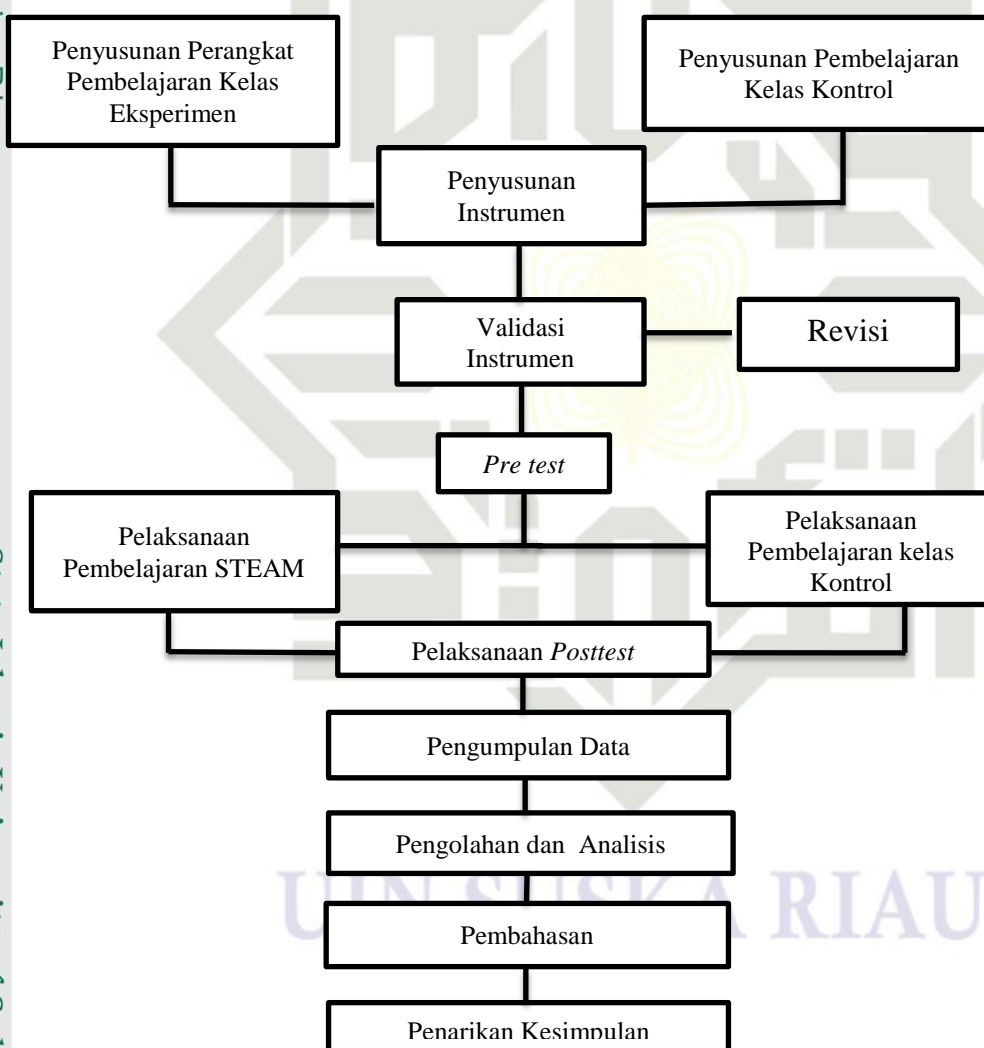 Penyusunan Perangkat
Pembelajaran Kelas
Eksperimen
Penyusunan Pembelajaran
Kelas Kontrol
Penyusunan
Instrumen
Validasi
Instrumen
Revisi
Pre test
Pelaksanaan
Pembelajaran STEAM
Pelaksanaan
Pembelajaran kelas
Kontrol
Pelaksanaan Posttest
Pengumpulan Data
Pengolahan dan Analisis
UIN SUSKA RIAU
Pembahasan
Penarikan Kesimpulan